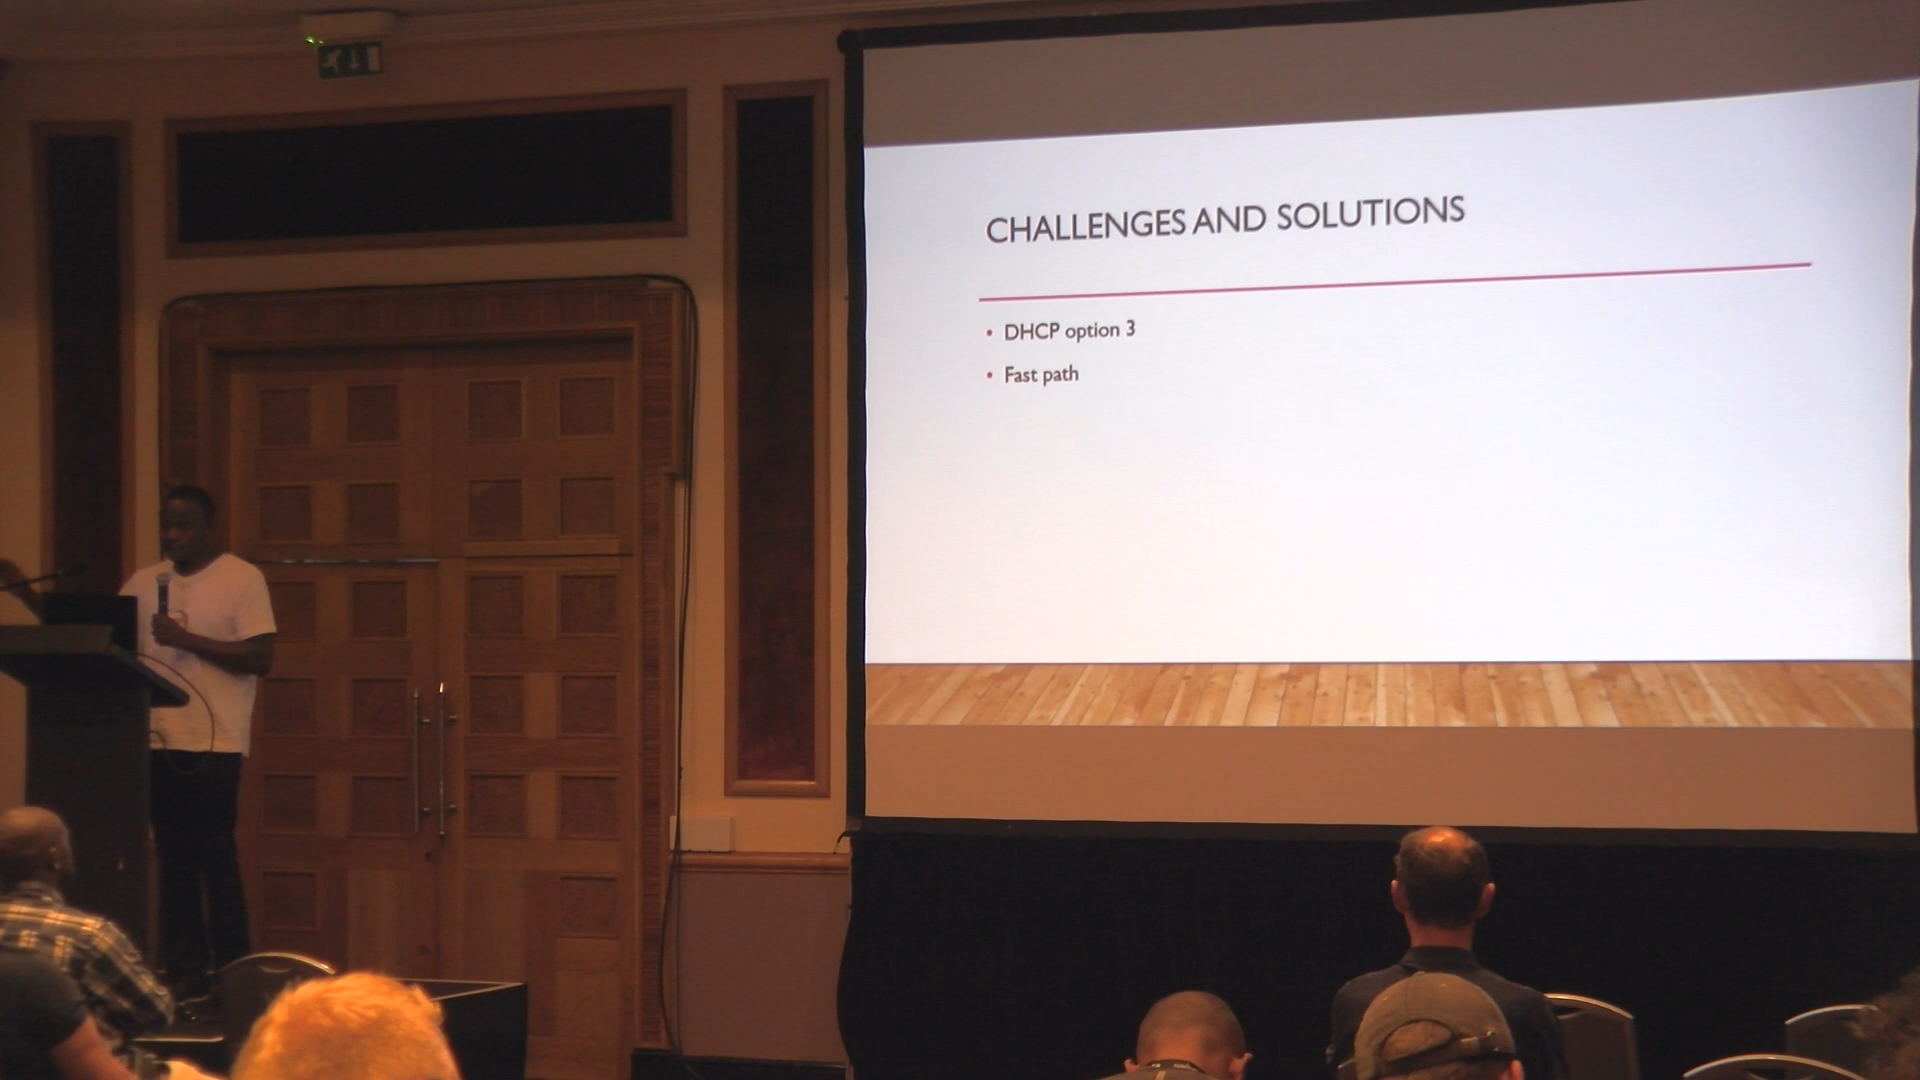 CHALLENGES AND SOLUTIONS
• DHCP option 3
• Fast path